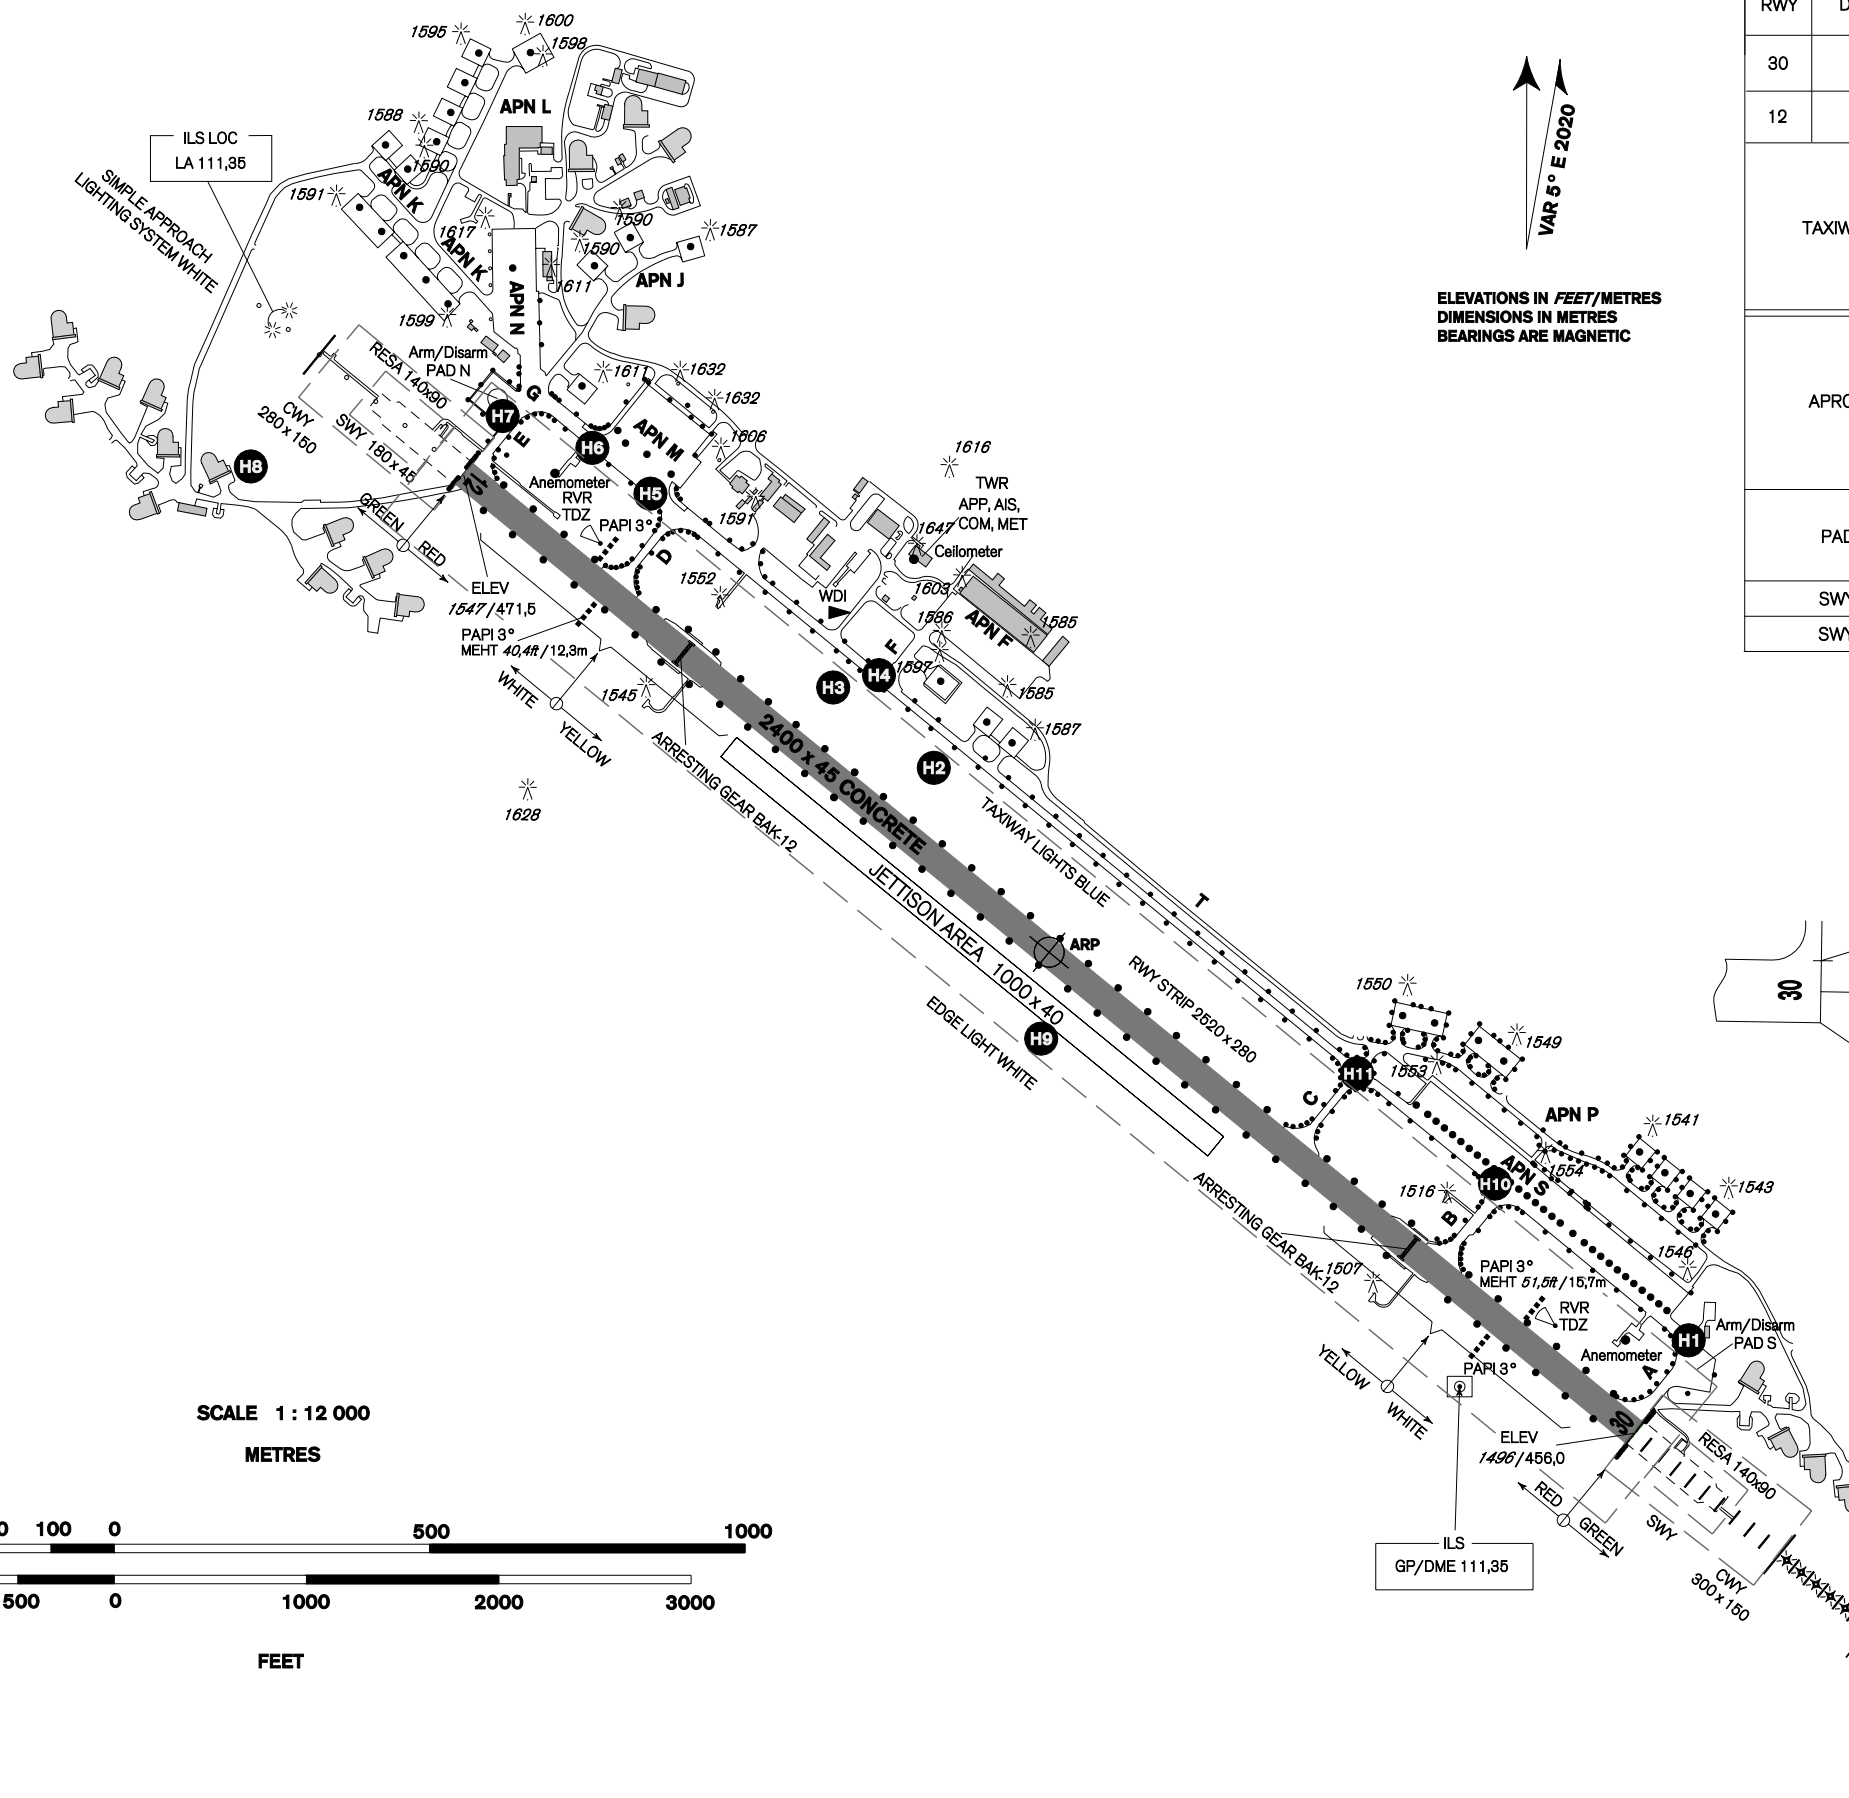 1595
1600
1598
RWY
30
12
APN L
1588
ILS LOC
LA 111,35
1590
SIMPLE APPROACH
LIGHTING SYSTEM WHITE
1591
APN K
1617
APN K
1590
1590
1587
1611
APN J
APN N
1599
VAR 5° E 2020
ELEVATIONS IN FEET/METRES
DIMENSIONS IN METRES
BEARINGS ARE MAGNETIC
TAXIW
APRO
PAD
SWY
SWY
RESA 140x90
Arm/Disarm
PAD N
CWY
280 x 150
SWY 180 x 45
H7
G
E
H6
1611
1632
1632
APN M
1606
H5
H8
12
Anemometer
RVR
TDZ
PAPI 3°
D
1591
1616
TWR
APP, AIS,
COM, MET
1647
Ceilometer
GREEN
RED
ELEV
1547 / 471,5
PAPI 3°
MEHT 40,4ft / 12,3m
1552
WDI
1603
1586
APN F
1585
F
1597
H4
H3
1585
1587
WHITE
YELLOW
1545
1628
ARRESTING GEAR BAK-12
2400 x 45 CONCRETE
H2
TAXIWAY LIGHTS BLUE
T
JETTISON AREA 1000 x 40
ARP
RWY STRIP 2520 x 280
EDGE LIGHT WHITE
H9
30
1550
1549
1553
H11
C
APN P
1541
1543
APN S
1554
H10
1516
B
1546
ARRESTING GEAR BAK-12
1507
PAPI 3°
MEHT 51,5ft / 15,7m
RVR
TDZ
Anemometer
H1
Arm/Disarm
PAD S
A
YELLOW
WHITE
PAPI 3°
30
ELEV
1496 / 456,0
RESA 140x90
RED
GREEN
SWY
CWY
300 x 150
ILS
GP/DME 111,35
SCALE 1 : 12 000
METRES
0 100 0 500 1000
500 0 1000 2000 3000
FEET